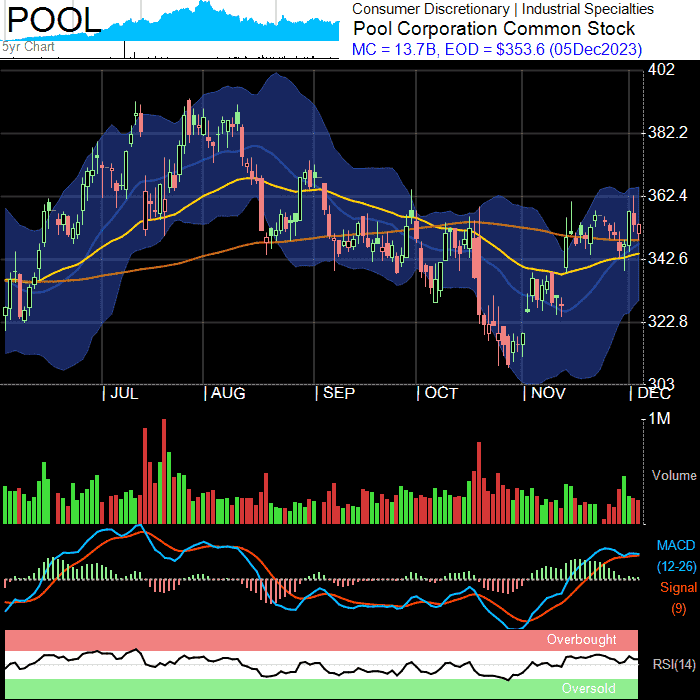 POOL
5yr Chart
Consumer Discretionary | Industrial Specialties
Pool Corporation Common Stock
MC = 13.7B, EOD = $353.6 (05Dec2023)
402
382.2
362.4
342.6
322.8
303
| JUL | AUG | SEP | OCT | NOV | DEC
1M
Volume
MACD
(12-26)
Signal
(9)
Overbought
RSI(14)
Oversold